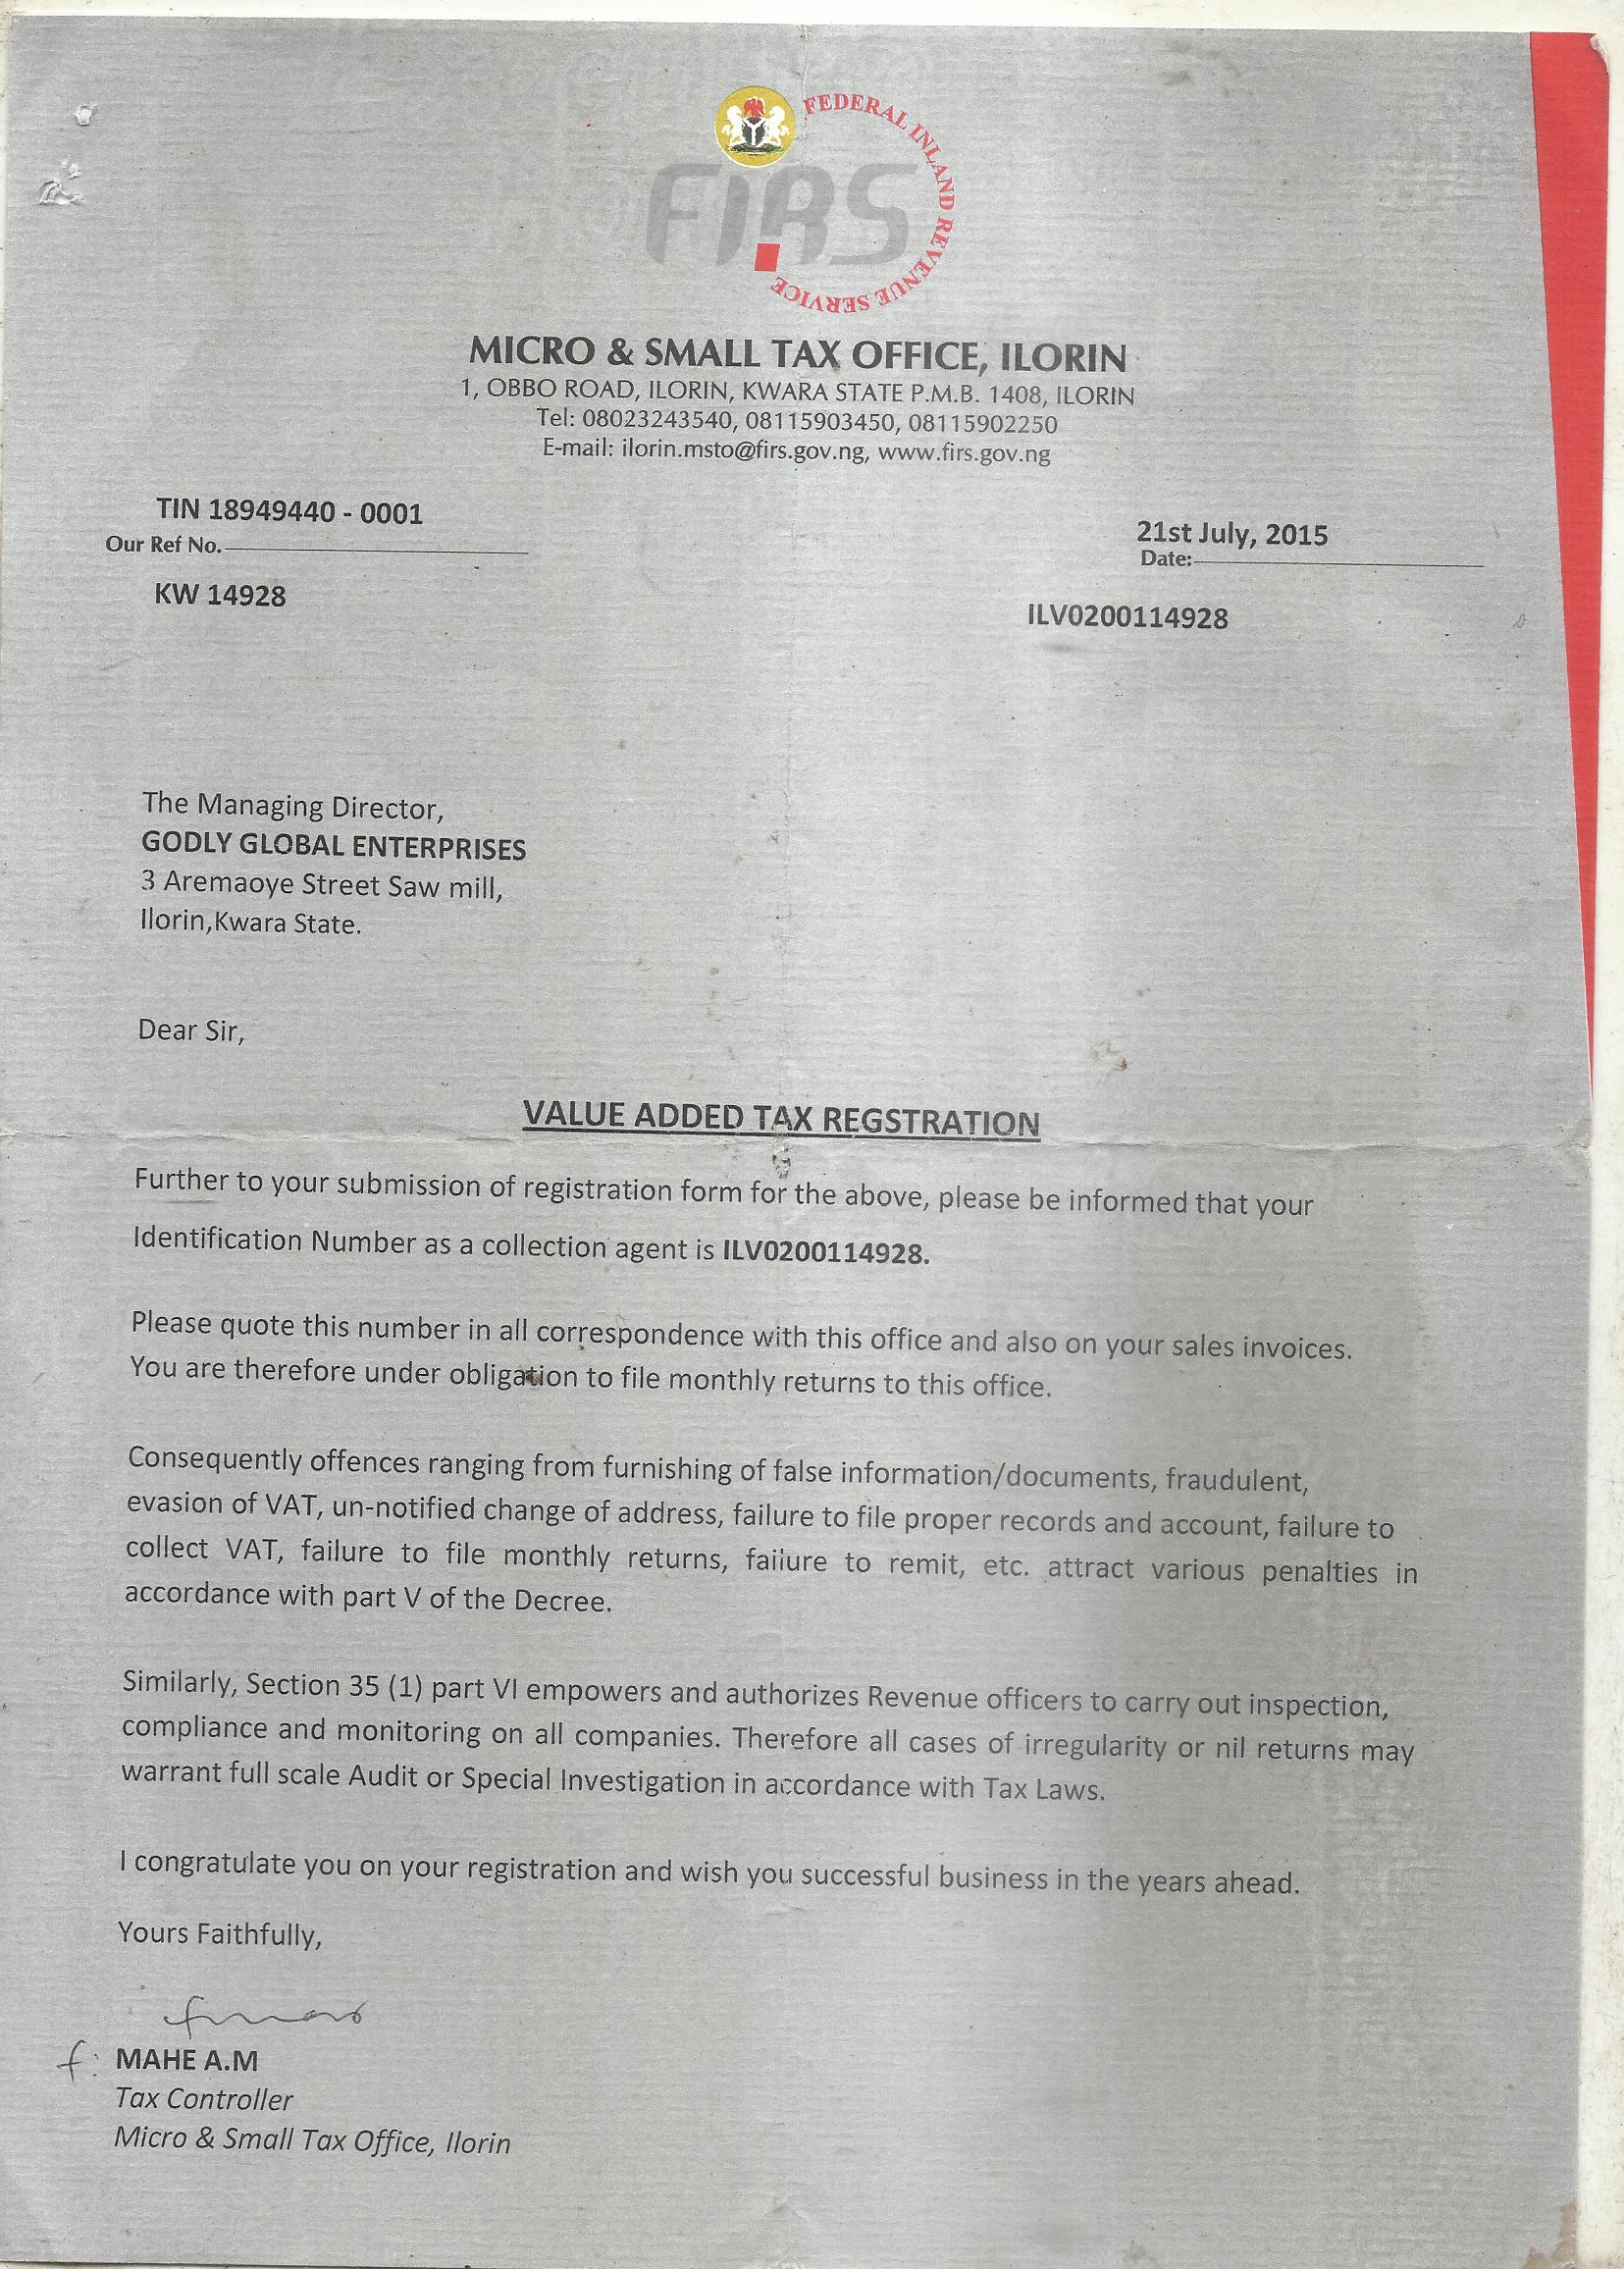 FEDERAL INLAND REVENUE SERVICE
FIRS
MICRO & SMALL TAX OFFICE, ILORIN
1, OBBO ROAD, ILORIN, KWARA STATE P.M.B. 1408, ILORIN
Tel: 08023243540, 08115903450, 08115902250
E-mail: ilorin.msto@firs.gov.ng, www.firs.gov.ng
TIN 18949440 - 0001
Our Ref No.
KW 14928
21st July, 2015
Date:
ILV0200114928
The Managing Director,
GODLY GLOBAL ENTERPRISES
3 Aremaoye Street Saw mill,
Ilorin,Kwara State.
Dear Sir,
VALUE ADDED TAX REGSTRATION
Further to your submission of registration form for the above, please be informed that your
Identification Number as a collection agent is ILV0200114928.
Please quote this number in all correspondence with this office and also on your sales invoices.
You are therefore under obligation to file monthly returns to this office.
Consequently offences ranging from furnishing of false information/documents, fraudulent,
evasion of VAT, un-notified change of address, failure to file proper records and account, failure to
collect VAT, failure to file monthly returns, failure to remit, etc. attract various penalties in
accordance with part V of the Decree.
Similarly, Section 35 (1) part VI empowers and authorizes Revenue officers to carry out inspection,
compliance and monitoring on all companies. Therefore all cases of irregularity or nil returns may
warrant full scale Audit or Special Investigation in accordance with Tax Laws.
I congratulate you on your registration and wish you successful business in the years ahead.
Yours Faithfully,
f: MAHE A.M
Tax Controller
Micro & Small Tax Office, Ilorin